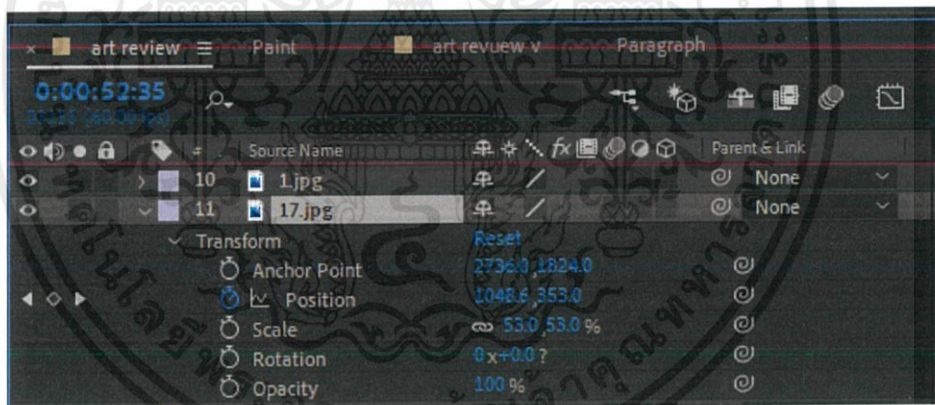 × art review ≡ Paint art revuew v Paragraph
0:00:52:35
# Source Name fx Parent & Link
10 1.jpg None
11 17.jpg None
Transform Reset
Anchor Point 2736.0,1824.0
Position 1048.6,353.0
Scale 53.0,53.0 %
Rotation 0x+0.0?
Opacity 100 %